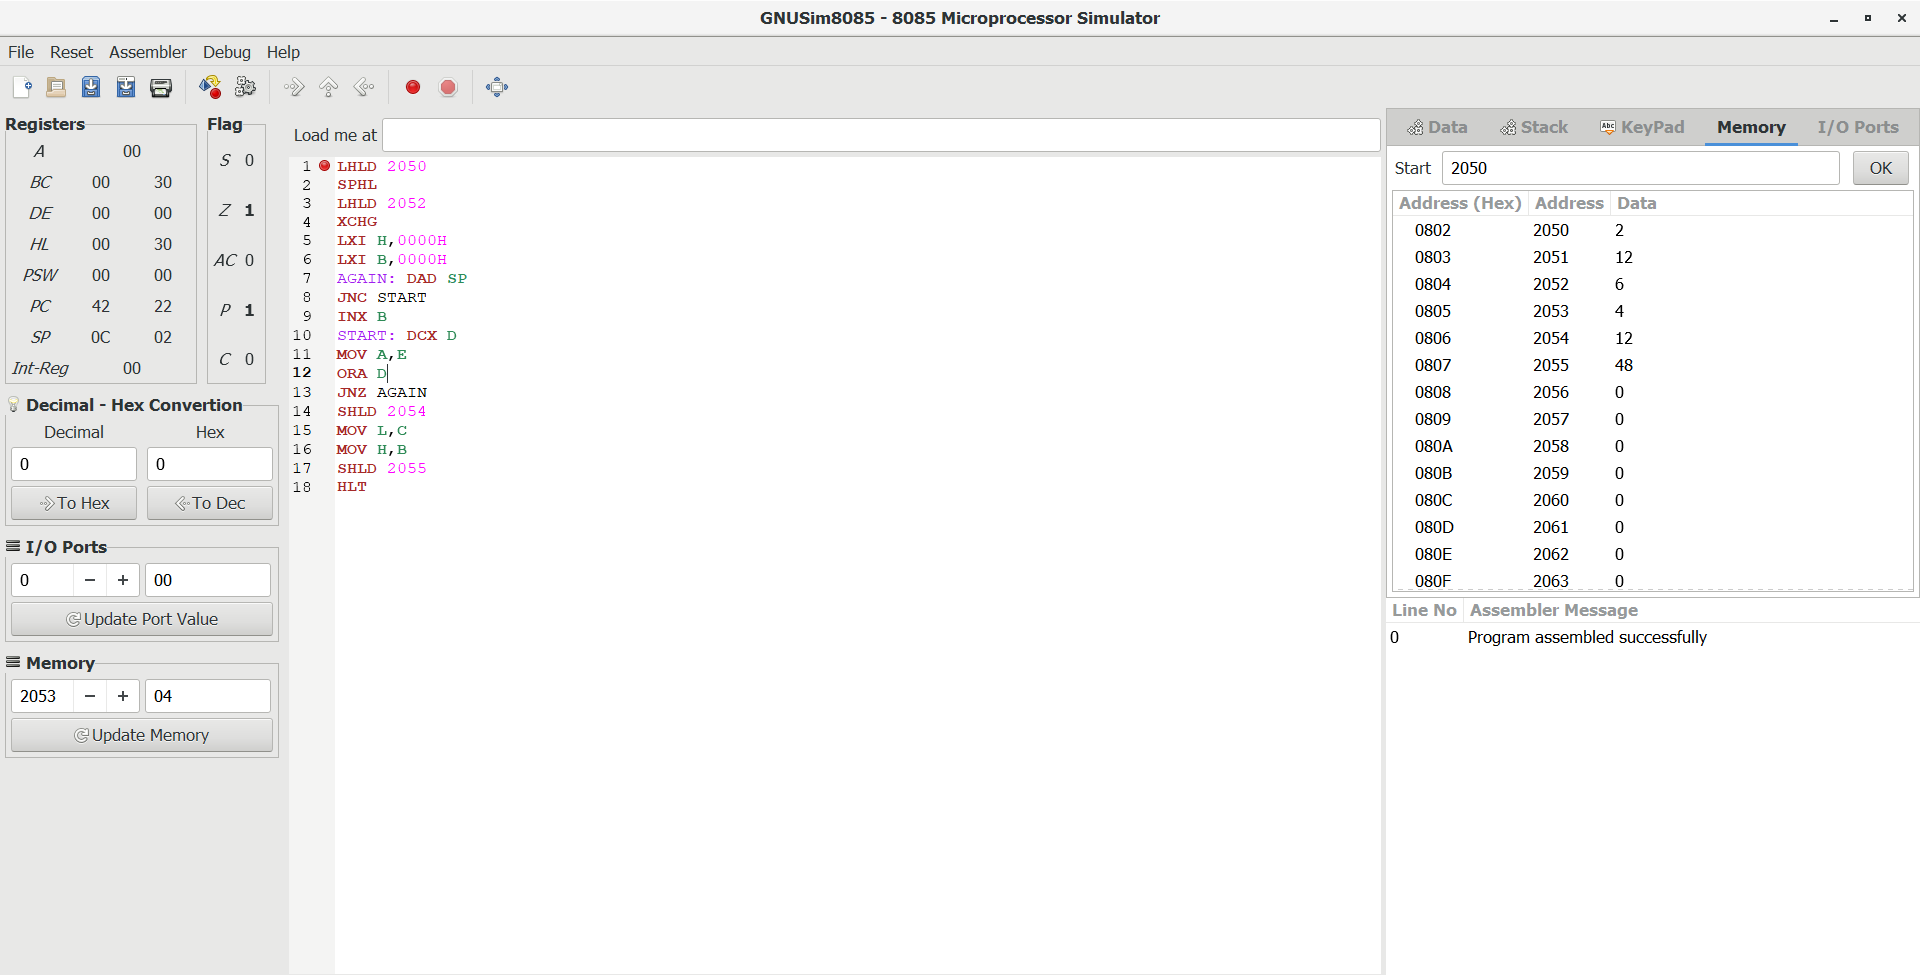 GNUSim8085 - 8085 Microprocessor Simulator
File Reset Assembler Debug Help
Registers
A 00
BC 00 30
DE 00 00
HL 00 30
PSW 00 00
PC 42 22
SP 0C 02
Int-Reg 00
Flag
S 0
Z 1
AC 0
P 1
C 0
Decimal - Hex Convertion
Decimal Hex
0 0
To Hex To Dec
I/O Ports
0 − + 00
Update Port Value
Memory
2053 − + 04
Update Memory
Load me at
1 LHLD 2050
2 SPHL
3 LHLD 2052
4 XCHG
5 LXI H,0000H
6 LXI B,0000H
7 AGAIN: DAD SP
8 JNC START
9 INX B
10 START: DCX D
11 MOV A,E
12 ORA D
13 JNZ AGAIN
14 SHLD 2054
15 MOV L,C
16 MOV H,B
17 SHLD 2055
18 HLT
Data Stack Abc KeyPad Memory I/O Ports
Start 2050 OK
Address (Hex) Address Data
0802 2050 2
0803 2051 12
0804 2052 6
0805 2053 4
0806 2054 12
0807 2055 48
0808 2056 0
0809 2057 0
080A 2058 0
080B 2059 0
080C 2060 0
080D 2061 0
080E 2062 0
080F 2063 0
Line No Assembler Message
0 Program assembled successfully